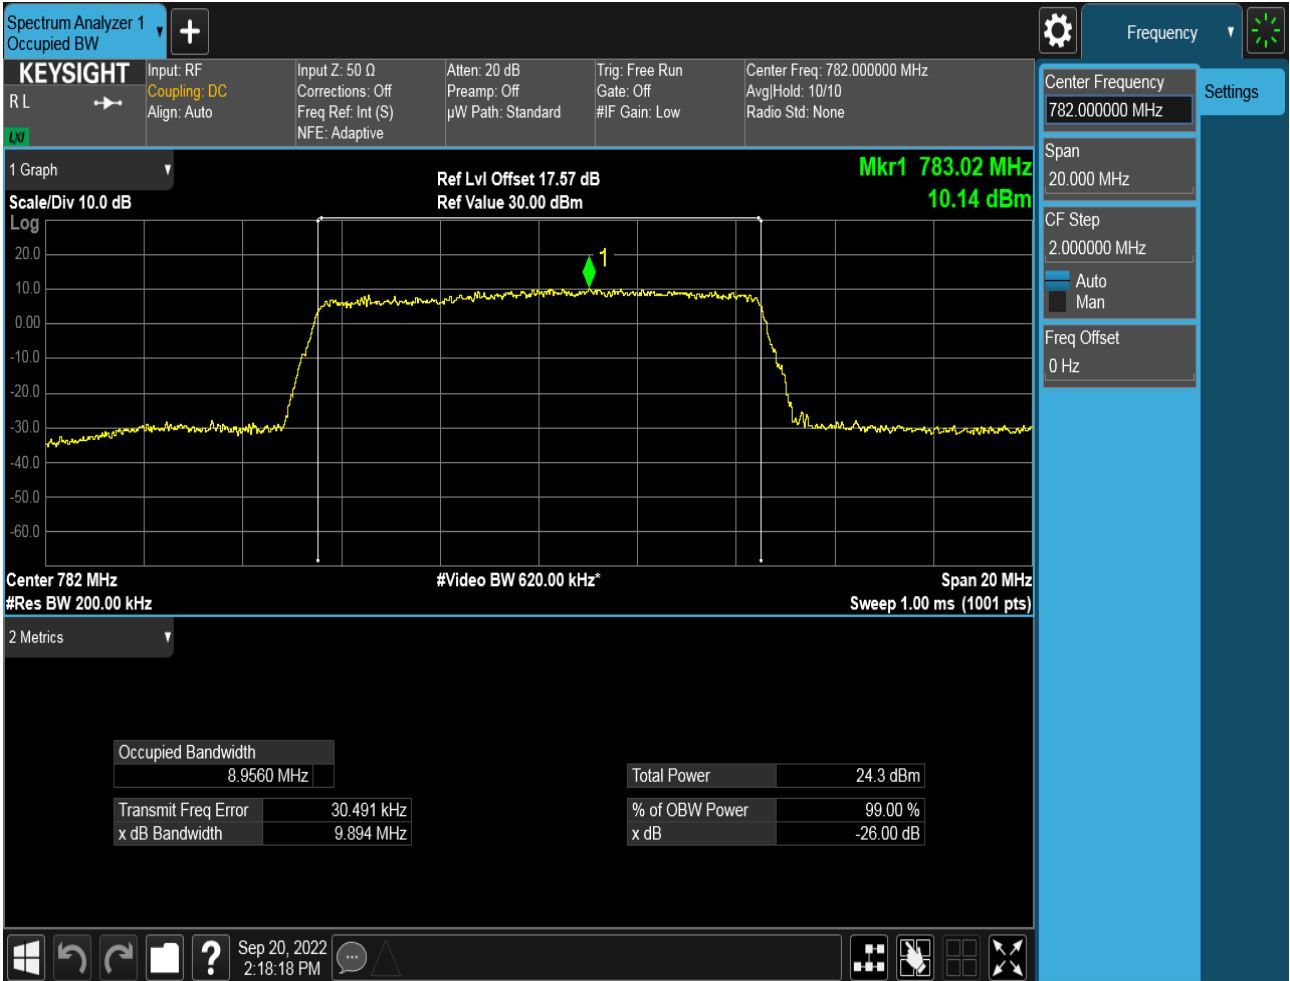 Spectrum Analyzer 1
Occupied BW
+
Frequency
KEYSIGHT
R L
LXI
Input: RF
Coupling: DC
Align: Auto
Input Z: 50 Ω
Corrections: Off
Freq Ref: Int (S)
NFE: Adaptive
Atten: 20 dB
Preamp: Off
µW Path: Standard
Trig: Free Run
Gate: Off
#IF Gain: Low
Center Freq: 782.000000 MHz
Avg|Hold: 10/10
Radio Std: None
Center Frequency
782.000000 MHz
Settings
Span
20.000 MHz
CF Step
2.000000 MHz
Auto
Man
Freq Offset
0 Hz
1 Graph
Scale/Div 10.0 dB
Ref Lvl Offset 17.57 dB
Ref Value 30.00 dBm
Mkr1 783.02 MHz
10.14 dBm
Log
20.0
10.0
0.00
-10.0
-20.0
-30.0
-40.0
-50.0
-60.0
1
Center 782 MHz
#Video BW 620.00 kHz*
Span 20 MHz
#Res BW 200.00 kHz
Sweep 1.00 ms (1001 pts)
2 Metrics
Occupied Bandwidth
8.9560 MHz
Total Power 24.3 dBm
Transmit Freq Error 30.491 kHz
% of OBW Power 99.00 %
x dB Bandwidth 9.894 MHz
x dB -26.00 dB
?
Sep 20, 2022
2:18:18 PM